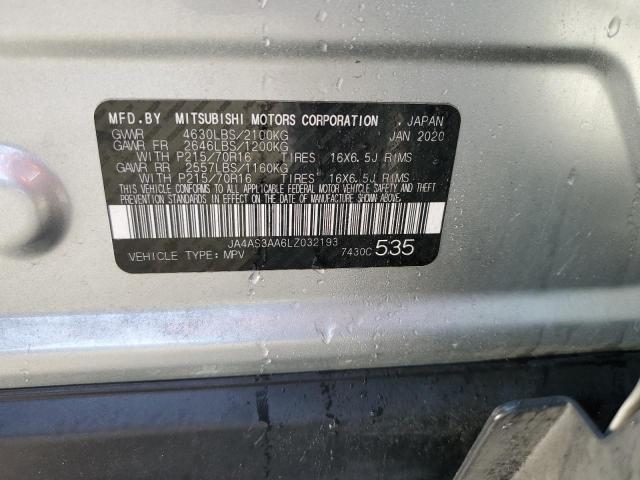 MFD.BY MITSUBISHI MOTORS CORPORATION , JAPAN
GVWR 4630LBS/2100KG JAN 2020
GAWR FR 2646LBS/1200KG
WITH P215/70R16 TIRES 16X6.5J RIMS
GAWR RR 2557LBS/1160KG
WITH P215/70R16 TIRES 16X6.5J RIMS
THIS VEHICLE CONFORMS TO ALL APPLICABLE FEDERAL MOTOR VEHICLE SAFETY AND
THEFT PREVENTION STANDARDS IN EFFECT ON THE DATE OF MANUFACTURE SHOWN ABOVE.
JA4AS3AA6LZ032193
VEHICLE TYPE: MPV 7430C 535